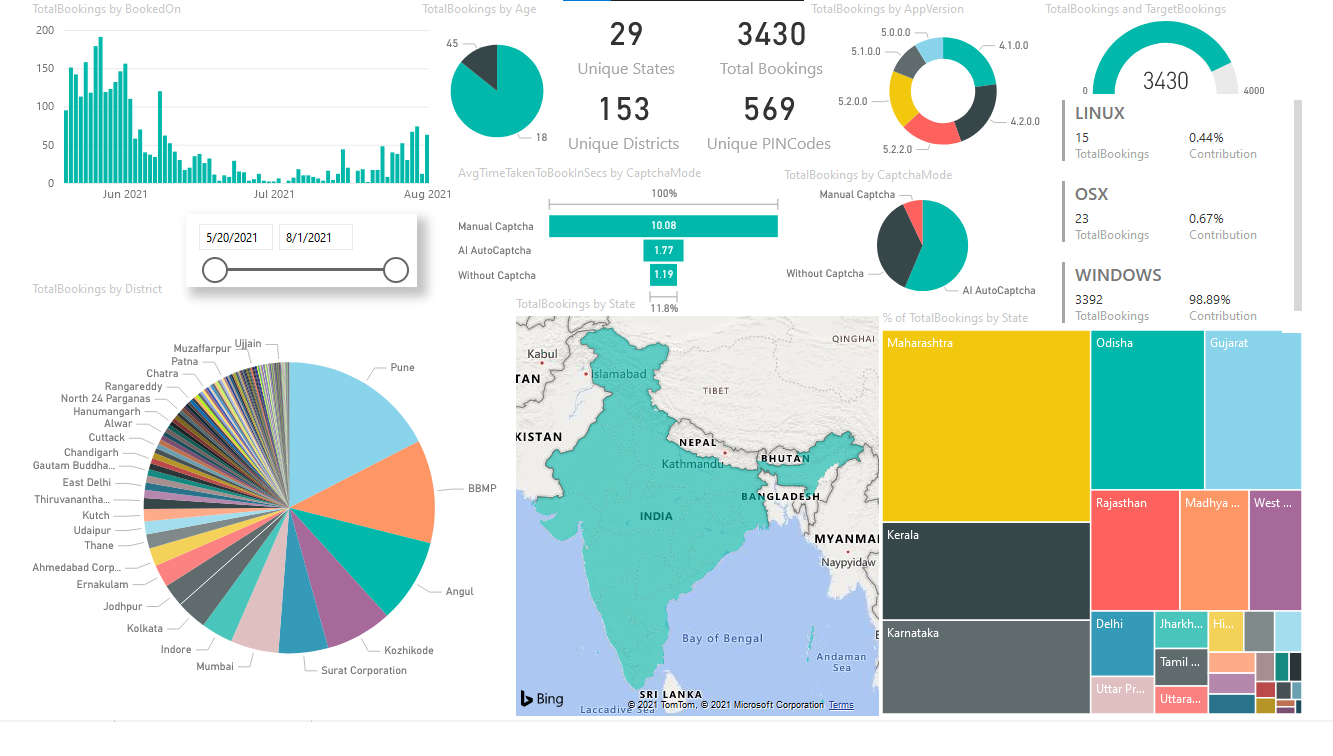 TotalBookings by BookedOn
200
150
100
50
0
Jun 2021
Jul 2021
Aug 2021
TotalBookings by Age
45
18
29
Unique States
3430
Total Bookings
153
Unique Districts
569
Unique PINCodes
TotalBookings by AppVersion
5.0.0.0
5.1.0.0
5.2.0.0
5.2.2.0
4.1.0.0
4.2.0.0
TotalBookings and TargetBookings
3430
0
4000
LINUX
15
0.44%
TotalBookings
Contribution
OSX
23
0.67%
TotalBookings
Contribution
WINDOWS
3392
98.89%
TotalBookings
Contribution
AvgTimeTakenToBookInSecs by CaptchaMode
100%
Manual Captcha
10.08
AI AutoCaptcha
1.77
Without Captcha
1.19
11.8%
TotalBookings by CaptchaMode
Manual Captcha
Without Captcha
AI AutoCaptcha
5/20/2021
8/1/2021
TotalBookings by District
Ujjain
Muzaffarpur
Patna
Chatra
Rangareddy
North 24 Parganas
Hanumangarh
Alwar
Cuttack
Chandigarh
Gautam Buddha...
East Delhi
Thiruvanantha...
Kutch
Udaipur
Thane
Ahmedabad Corp...
Ernakulam
Jodhpur
Kolkata
Indore
Mumbai
Surat Corporation
Kozhikode
Angul
BBMP
Pune
TotalBookings by State
QINGHAI
Kabul
Islamabad
TAN
TIBET
KISTAN
NEPAL
Kathmandu
BHUTAN
BANGLADESH
INDIA
MYANMAR
Naypyidaw
Bay of Bengal
Andaman
Sea
SRI LANKA
Laccadive Sea
Bing
© 2021 TomTom, © 2021 Microsoft Corporation Terms
% of TotalBookings by State
Maharashtra
Odisha
Gujarat
Rajasthan
Madhya ...
West ...
Kerala
Karnataka
Delhi
Jharkh...
Hi...
Tamil ...
Uttar Pr...
Uttara...